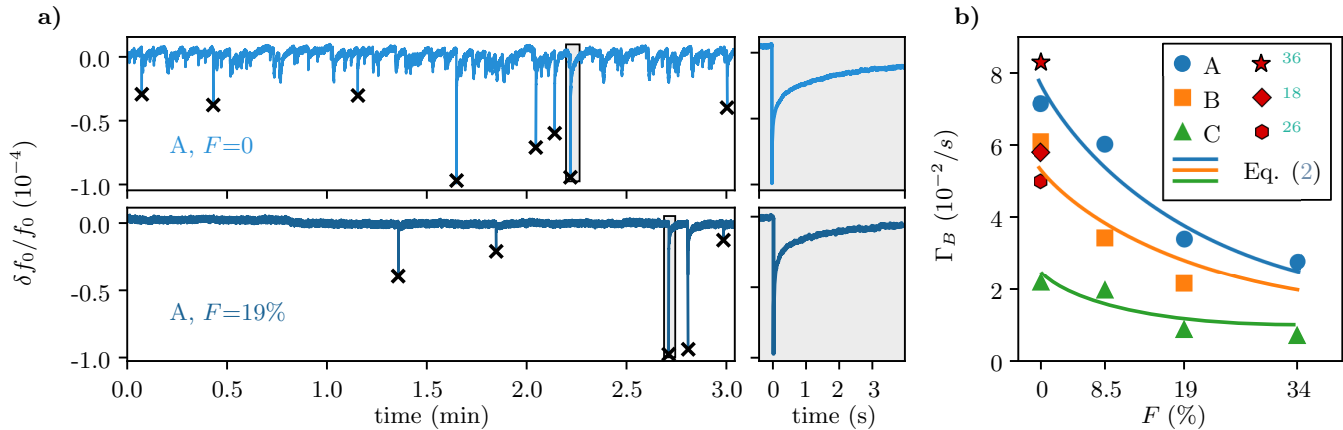 a)
δf₀/f₀ (10⁻⁴)
0.0
-0.5
-1.0
A, F=0
0.0
-0.5
-1.0
A, F=19%
0.0 0.5 1.0 1.5 2.0 2.5 3.0
time (min)
0 1 2 3
time (s)
b)
Γ_B (10⁻²/s)
8
6
4
2
0
A 36
B 18
C 26
Eq. (2)
0 8.5 19 34
F (%)